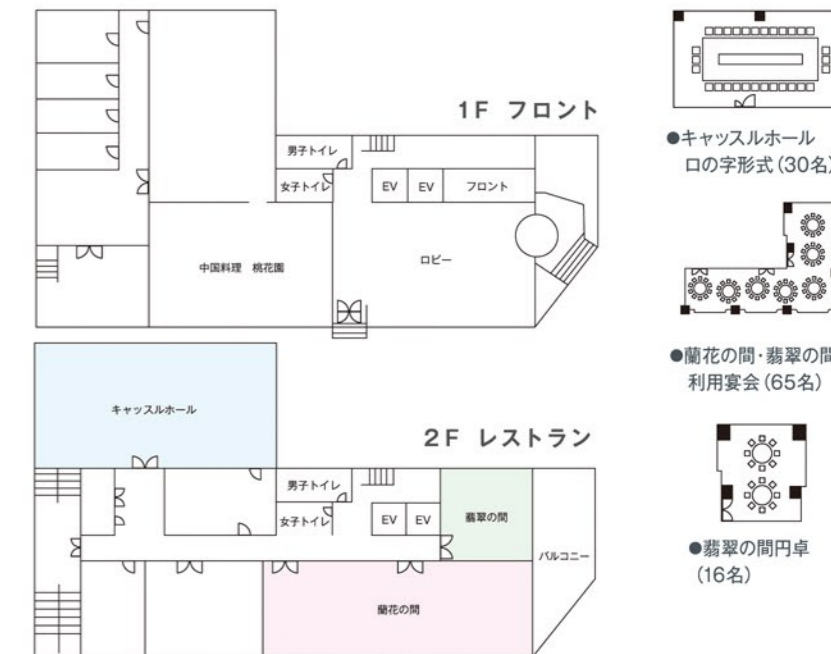 1F フロント
男子トイレ
女子トイレ
EV
EV
フロント
中国料理 桃花園
ロビー
キャッスルホール
2F レストラン
男子トイレ
女子トイレ
EV
EV
翡翠の間
バルコニー
蘭花の間
●キャッスルホール
ロの字形式(30名)
●蘭花の間・翡翠の間
利用宴会(65名)
●翡翠の間円卓
(16名)